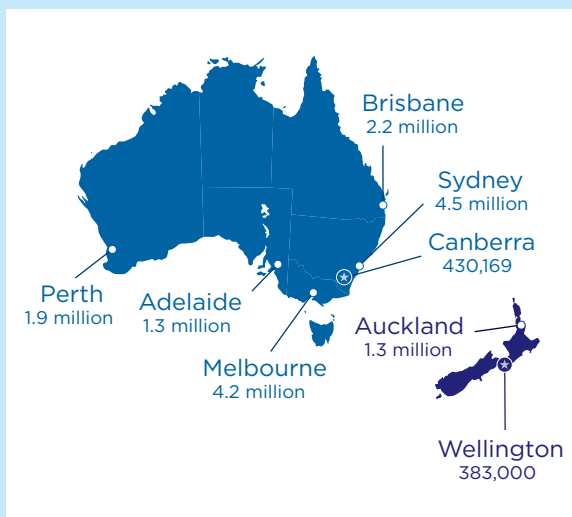 Brisbane
2.2 million
Sydney
4.5 million
Canberra
430,169
Perth
1.9 million
Adelaide
1.3 million
Melbourne
4.2 million
Auckland
1.3 million
Wellington
383,000